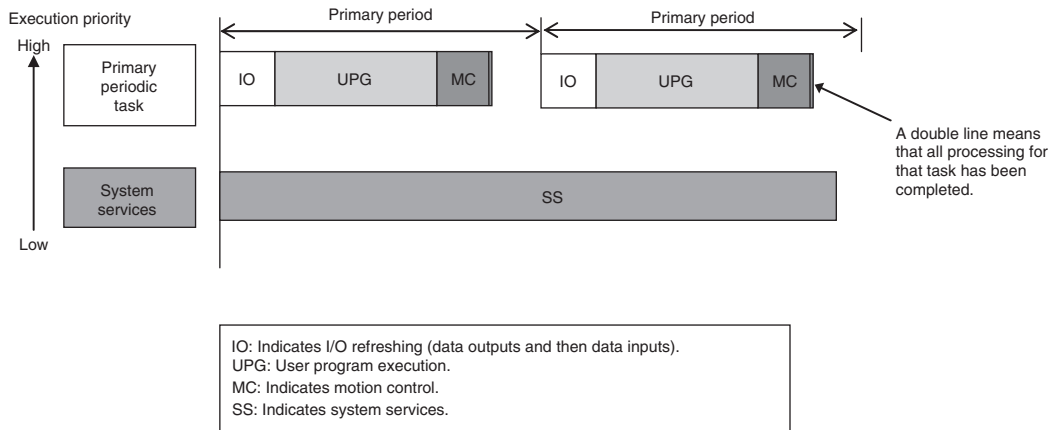 Execution priority
High
Low
Primary
periodic
task
System
services
Primary period
Primary period
IO
UPG
MC
IO
UPG
MC
SS
A double line means
that all processing for
that task has been
completed.
IO: Indicates I/O refreshing (data outputs and then data inputs).
UPG: User program execution.
MC: Indicates motion control.
SS: Indicates system services.